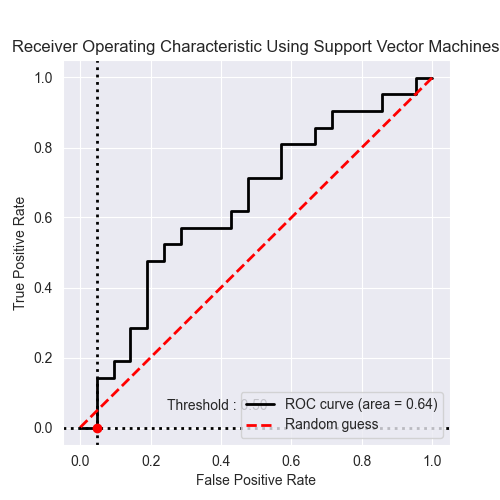 Receiver Operating Characteristic Using Support Vector Machines
1.0
0.8
0.6
0.4
0.2
0.0
True Positive Rate
Threshold : 0.50
ROC curve (area = 0.64)
Random guess
0.0 0.2 0.4 0.6 0.8 1.0
False Positive Rate